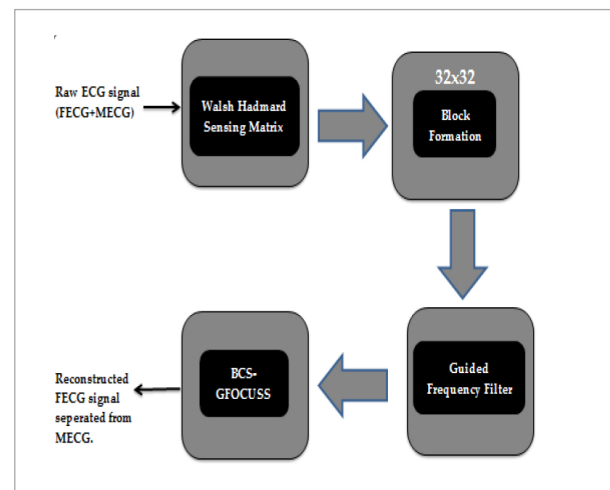 Raw ECG signal
(FECG+MECG)
Walsh Hadmard
Sensing Matrix
32x32
Block
Formation
Guided
Frequency Filter
BCS-
GFOCUSS
Reconstructed
FECG signal
seperated from
MECG.